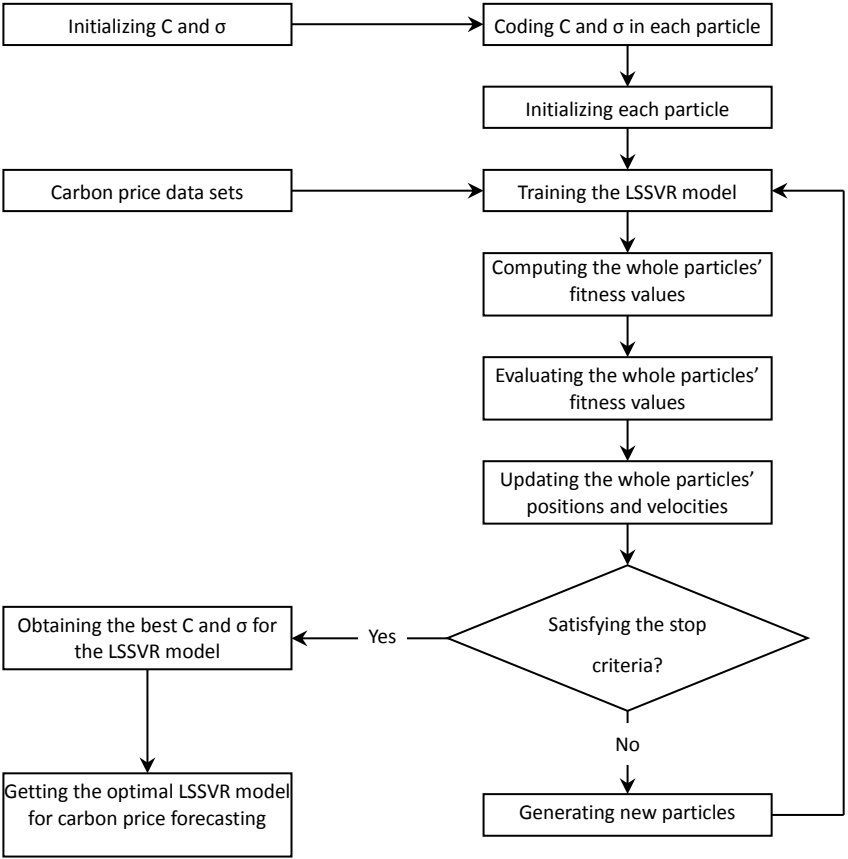 Initializing C and σ
Coding C and σ in each particle
Initializing each particle
Carbon price data sets
Training the LSSVR model
Computing the whole particles’
fitness values
Evaluating the whole particles’
fitness values
Updating the whole particles’
positions and velocities
Satisfying the stop
criteria?
Yes
Obtaining the best C and σ for
the LSSVR model
Getting the optimal LSSVR model
for carbon price forecasting
No
Generating new particles